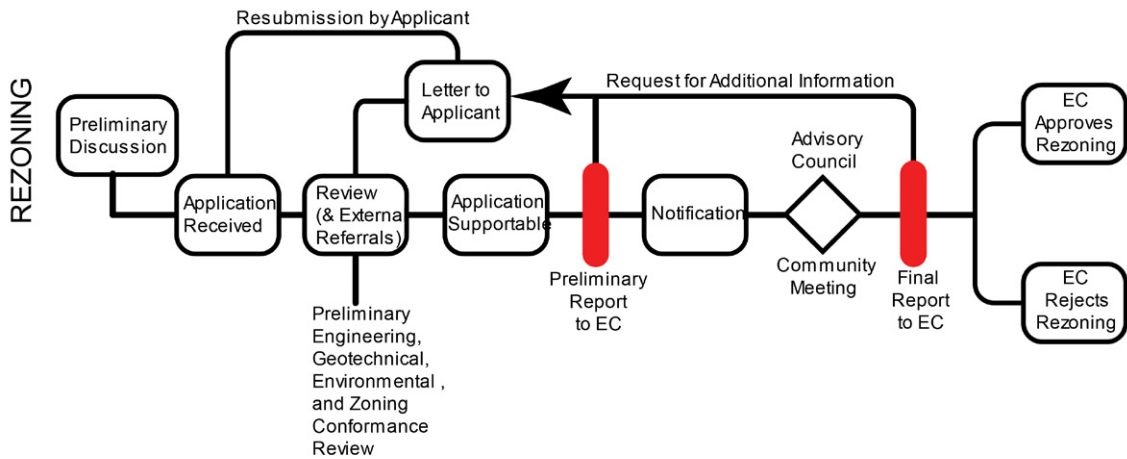 REZONING
Resubmission by Applicant
Preliminary
Discussion
Application
Received
Letter to
Applicant
Review
(& Externa
Referrals)
Preliminary
Engineering,
Geotechnical,
Environmental ,
and Zoning
Conformance
Review
Application
Supportable
Request for Additional Information
Preliminary
Report
to EC
Notification
Advisory
Council
Community
Meeting
Final
Report
to EC
EC
Approves
Rezoning
EC
Rejects
Rezoning